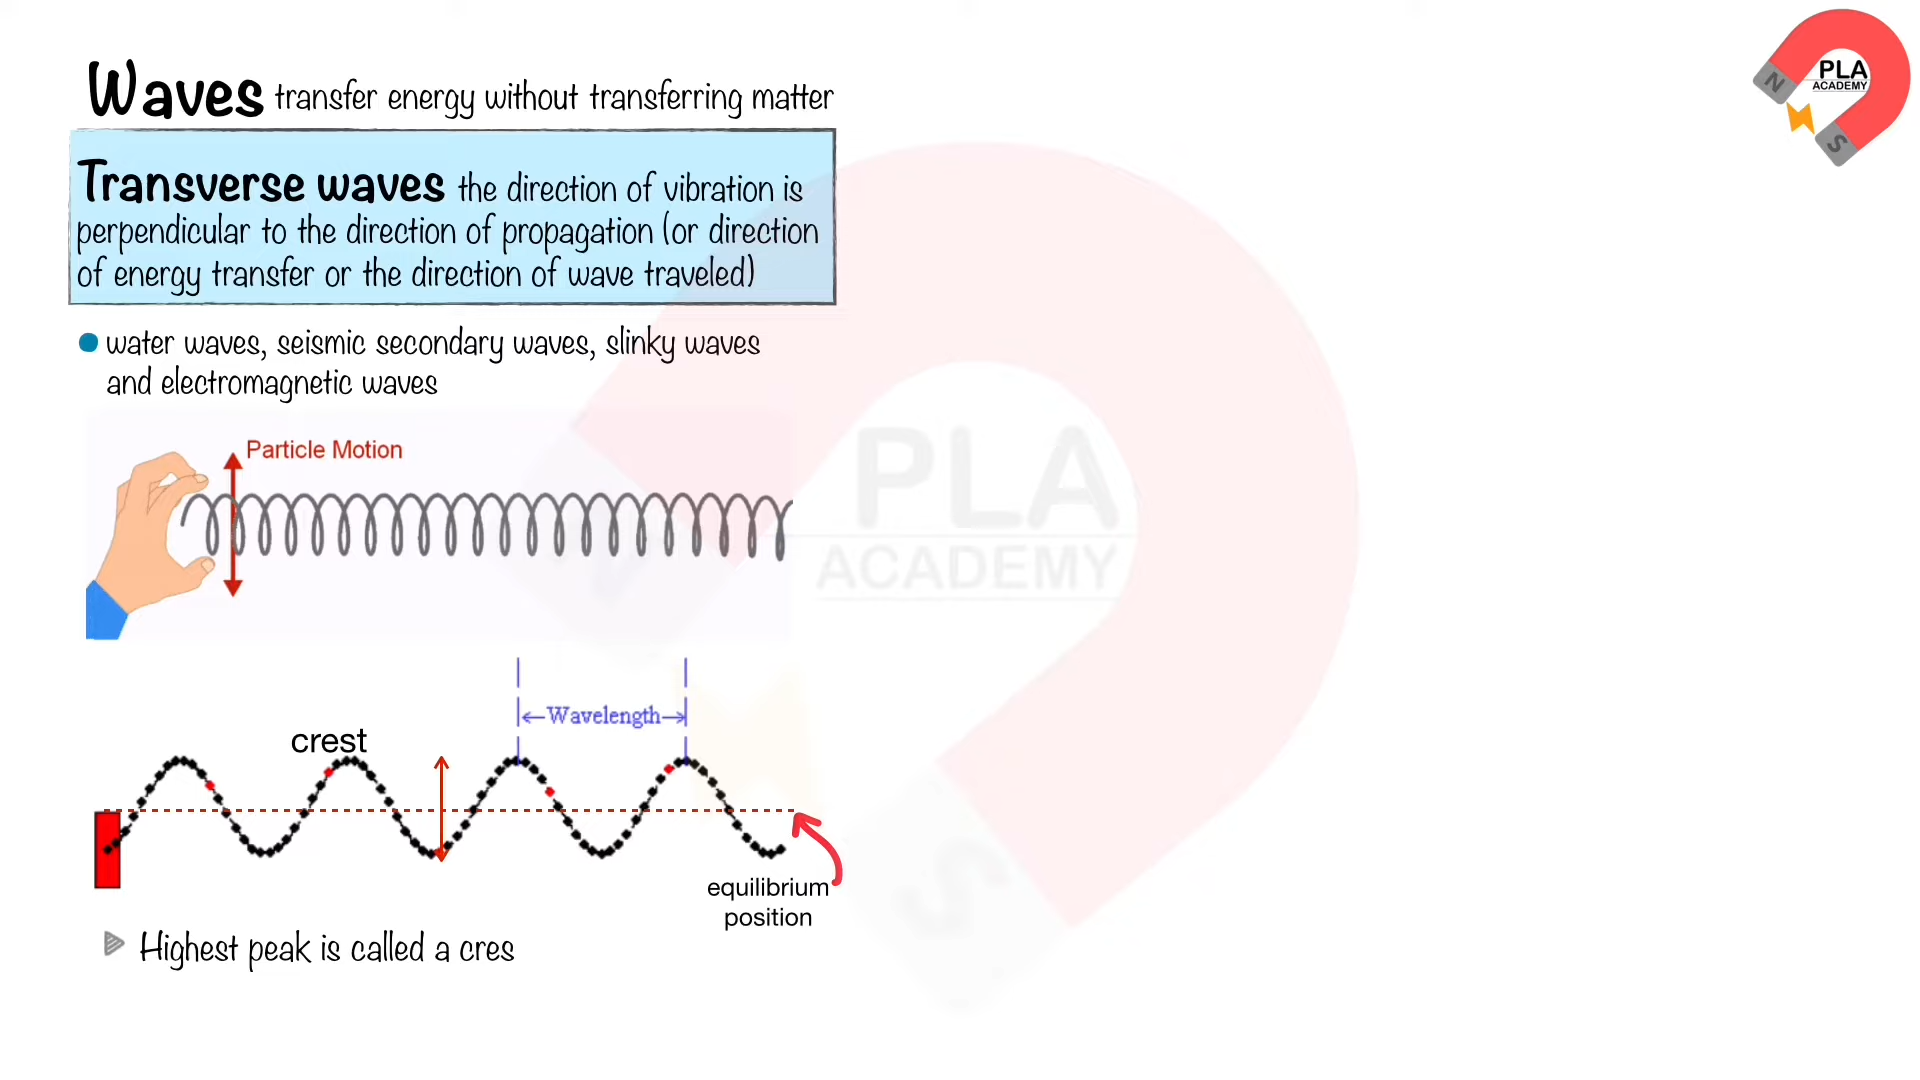 Waves transfer energy without transferring matter
Transverse waves the direction of vibration is
perpendicular to the direction of propagation (or direction
of energy transfer or the direction of wave traveled)
water waves, seismic secondary waves, slinky waves
and electromagnetic waves
Particle Motion
Wavelength
crest
equilibrium
position
Highest peak is called a cres
N
PLA
ACADEMY
S
PLA
ACADEMY
N
S